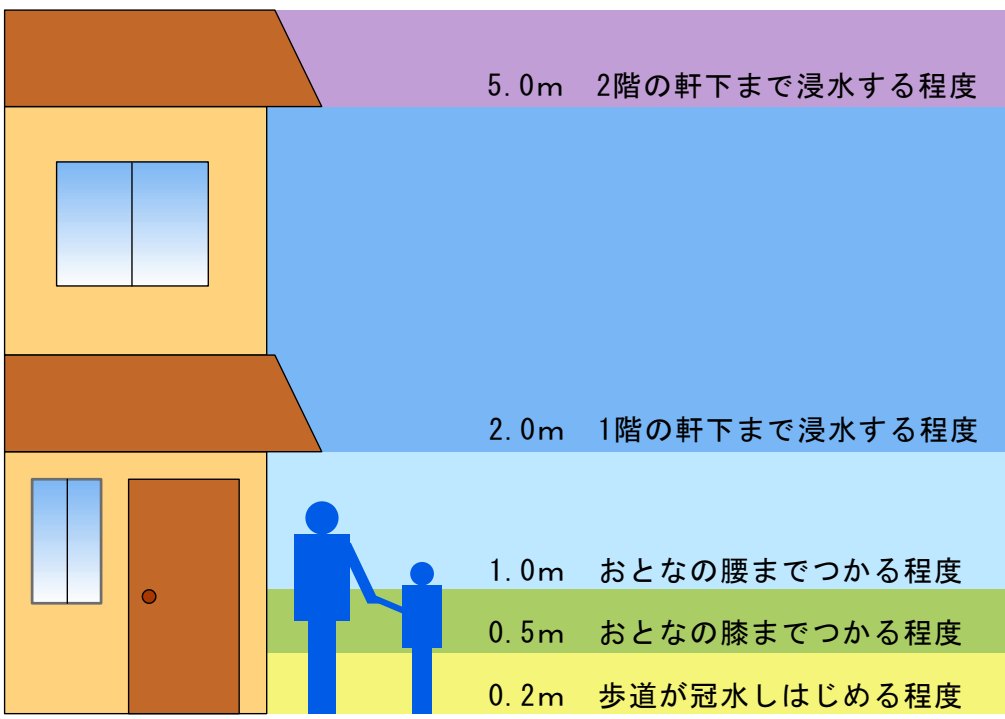 5.0m 2階の軒下まで浸水する程度
2.0m 1階の軒下まで浸水する程度
1.0m おとなの腰までつかる程度
0.5m おとなの膝までつかる程度
0.2m 歩道が冠水しはじめる程度